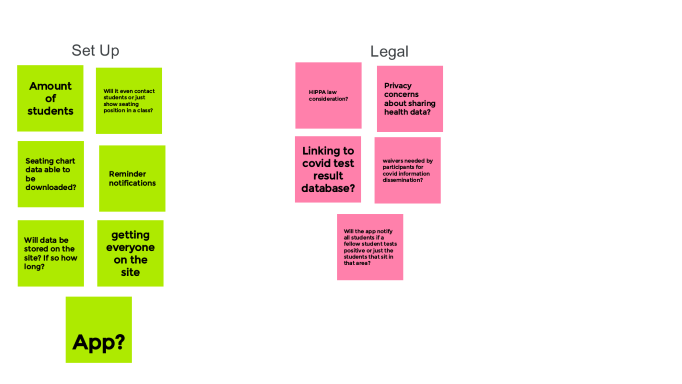 Set Up
Amount
of
students
Will it even contact
students or just
show seating
position in a class?
Seating chart
data able to
be
downloaded?
Reminder
notifications
Will data be
stored on the
site? If so how
long?
getting
everyone
on the
site
App?
Legal
HIPPA law
consideration?
Privacy
concerns
about sharing
health data?
Linking to
covid test
result
database?
waivers needed by
participants for
covid information
dissemination?
Will the app notify
all students if a
fellow student tests
positive or just the
students that sit in
that area?